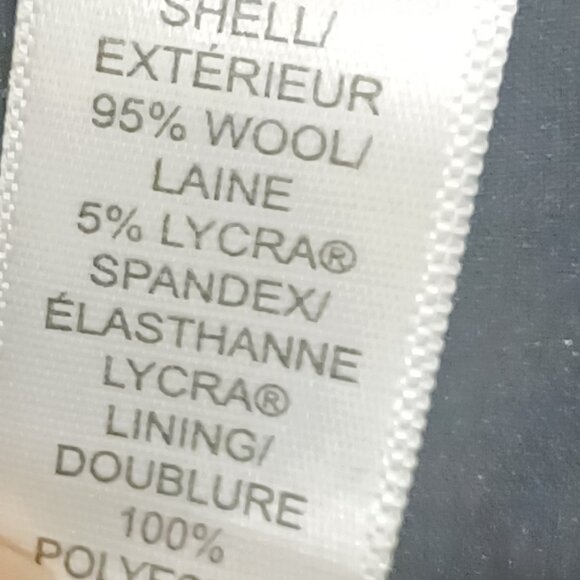 SHELL/
EXTÉRIEUR
95% WOOL/
LAINE
5% LYCRA®
SPANDEX/
ÉLASTHANNE
LYCRA®
LINING/
DOUBLURE
100%